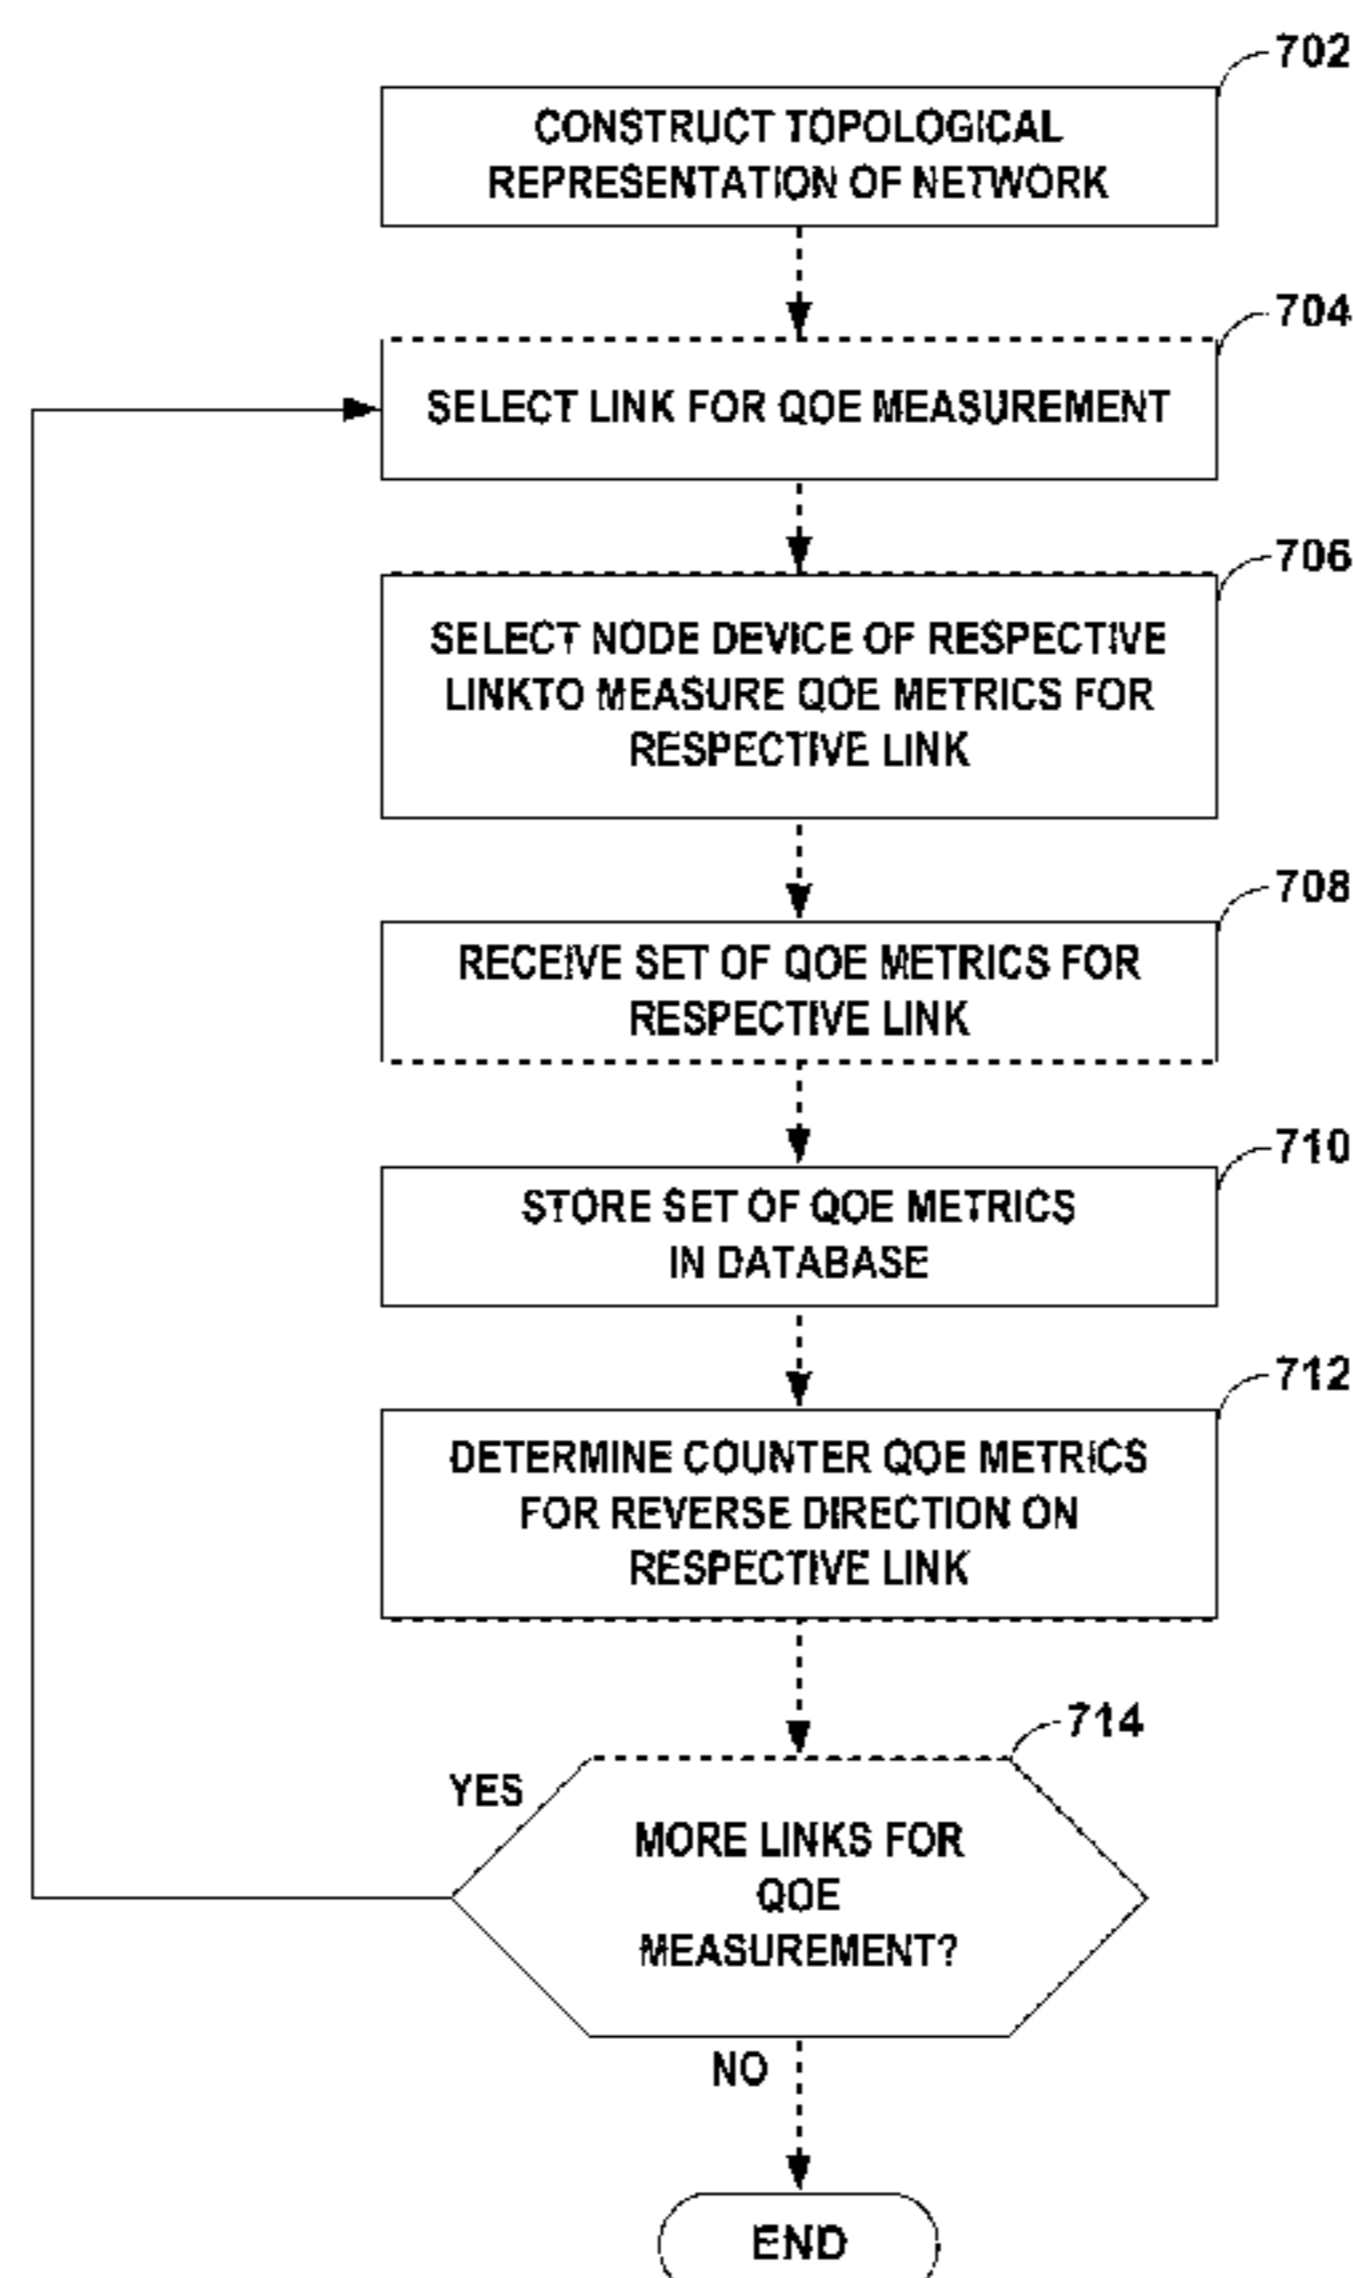 702
CONSTRUCT TOPOLOGICAL
REPRESENTATION OF NETWORK
704
SELECT LINK FOR QOE MEASUREMENT
706
SELECT NODE DEVICE OF RESPECTIVE
LINKTO MEASURE QOE METRICS FOR
RESPECTIVE LINK
708
RECEIVE SET OF QOE METRICS FOR
RESPECTIVE LINK
710
STORE SET OF QOE METRICS
IN DATABASE
712
DETERMINE COUNTER QOE METRICS
FOR REVERSE DIRECTION ON
RESPECTIVE LINK
714
YES
MORE LINKS FOR
QOE
MEASUREMENT?
NO
END